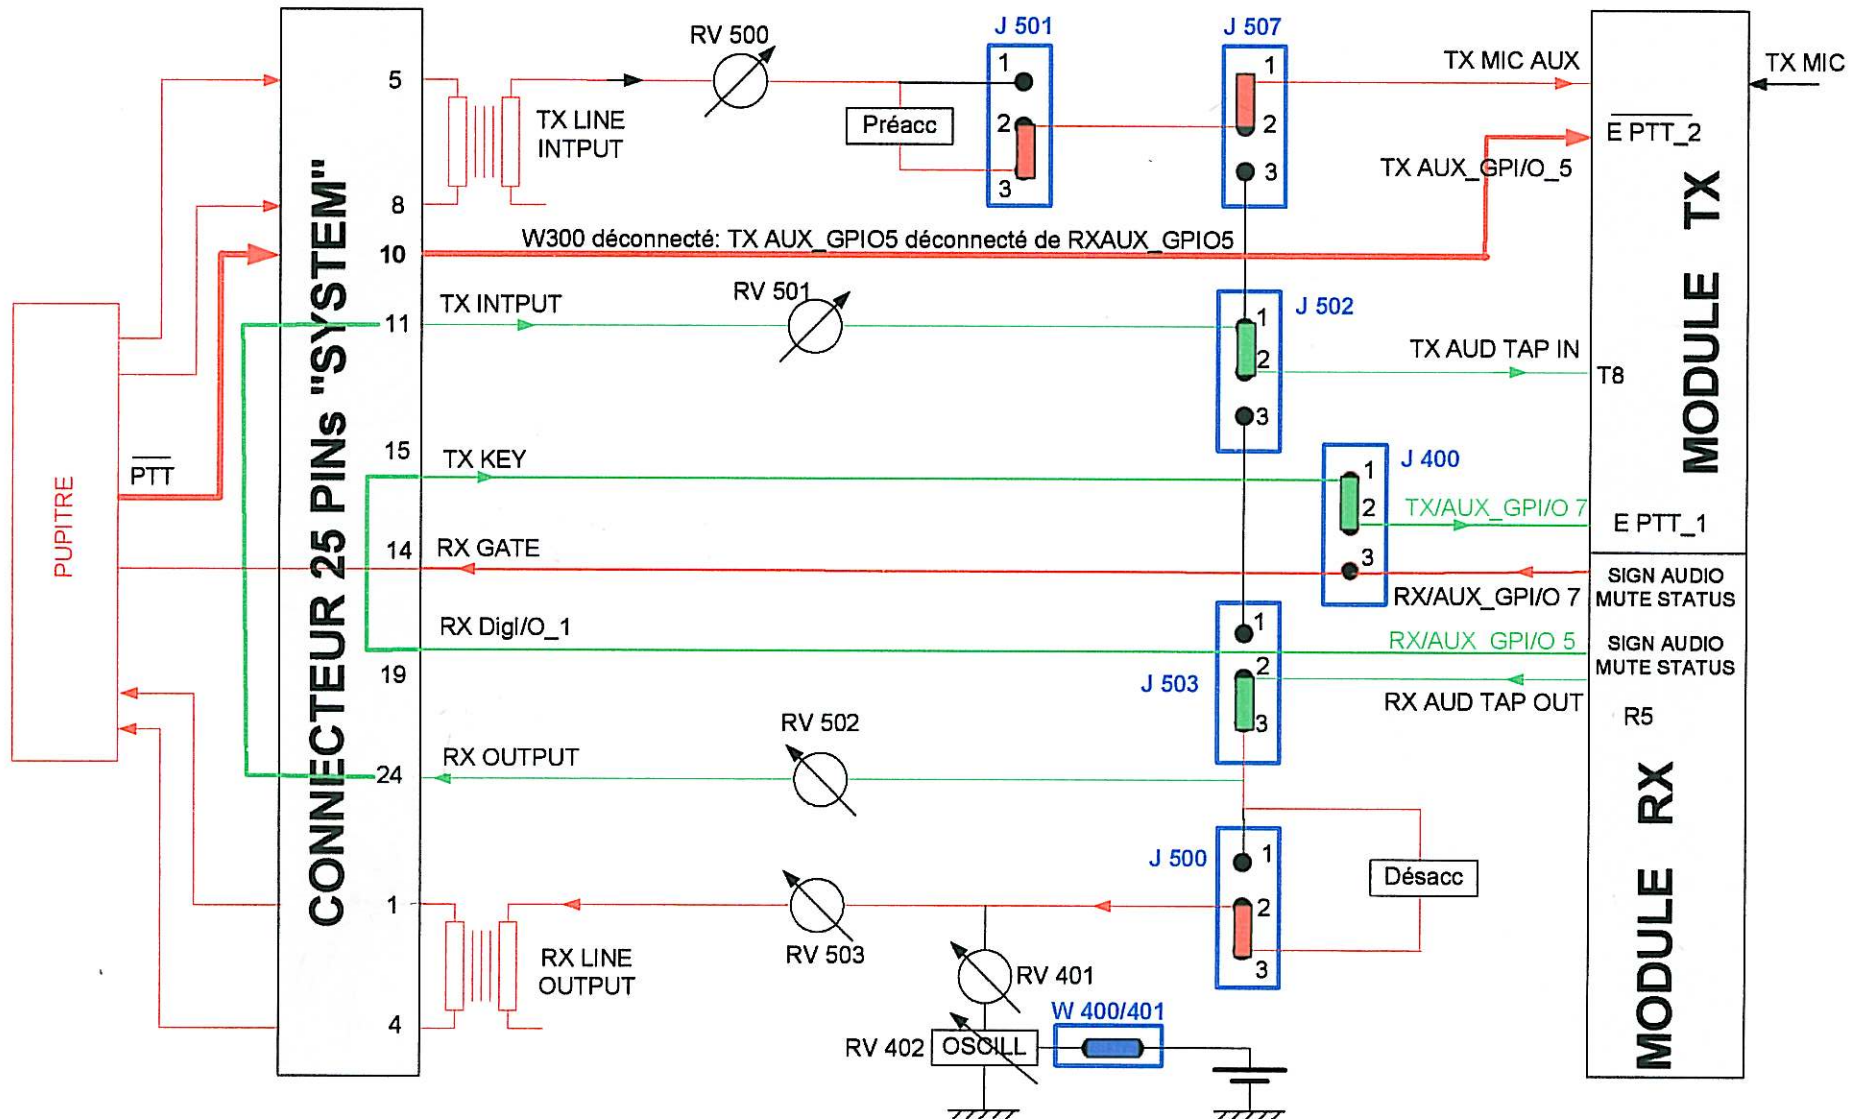 RV 500
J 501
J 507
1
1
TX MIC AUX
TX MIC
5
TX LINE
INTPUT
Préacc
2
2
E PTT_2
3
3
TX AUX_GPI/O_5
8
W300 déconnecté: TX AUX_GPIO5 déconnecté de RXAUX_GPIO5
10
RV 501
TX INTPUT
11
1
J 502
2
TX AUD TAP IN
T8
3
CONNECTEUR 25 PINs "SYSTEM"
MODULE TX
15
TX KEY
1
J 400
PTT
2
TX/AUX_GPI/O 7
E PTT_1
PUPITRE
14
RX GATE
3
RX/AUX_GPI/O 7
SIGN AUDIO
MUTE STATUS
RX DigI/O_1
1
RX/AUX_GPI/O 5
SIGN AUDIO
MUTE STATUS
19
2
J 503
RX AUD TAP OUT
R5
3
RV 502
RX OUTPUT
24
J 500
1
Désacc
MODULE RX
1
2
RV 503
RX LINE
OUTPUT
3
RV 401
4
W 400/401
RV 402
OSCILL